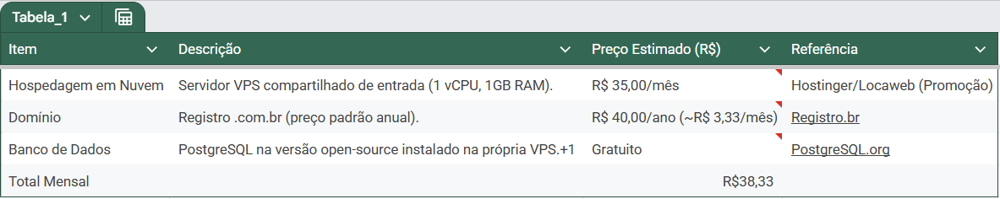 Tabela_1
Item Descrição Preço Estimado (R$) Referência
Hospedagem em Nuvem Servidor VPS compartilhado de entrada (1 vCPU, 1GB RAM). R$ 35,00/mês Hostinger/Locaweb (Promoção)
Domínio Registro .com.br (preço padrão anual). R$ 40,00/ano (~R$ 3,33/mês) Registro.br
Banco de Dados PostgreSQL na versão open-source instalado na própria VPS.+1 Gratuito PostgreSQL.org
Total Mensal R$38,33